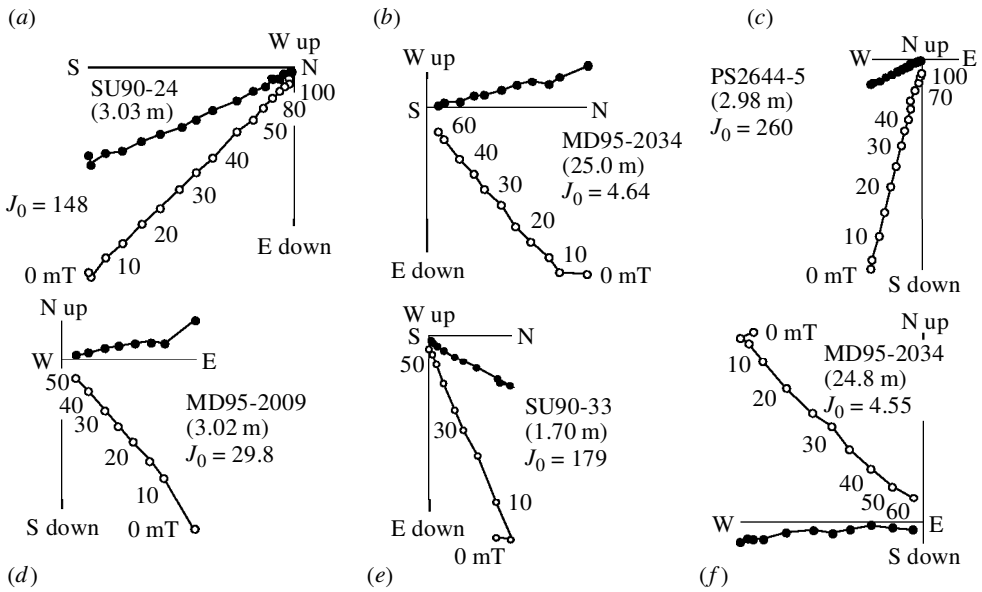 (a)
W up
S
N
SU90-24
(3.03 m)
100
80
50
40
30
J0 = 148
20
E down
10
0 mT
(b)
W up
S
N
60
MD95-2034
40
(25.0 m)
30
J0 = 4.64
20
10
E down
0 mT
(c)
N up
W
E
PS2644-5
100
(2.98 m)
70
J0 = 260
40
30
20
10
0 mT
S down
N up
W
E
50
40
MD95-2009
30
(3.02 m)
20
J0 = 29.8
10
S down
0 mT
(d)
W up
S
N
50
SU90-33
30
(1.70 m)
J0 = 179
10
E down
0 mT
(e)
N up
0 mT
MD95-2034
10
(24.8 m)
20
J0 = 4.55
30
40
50
60
W
E
S down
(f)